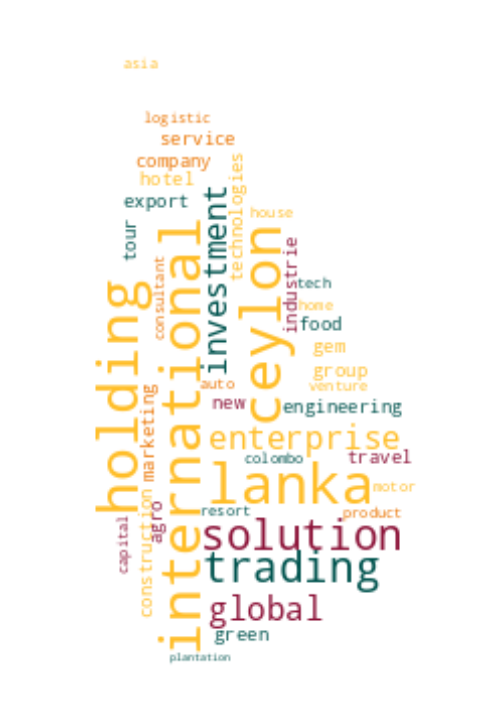 asia
logistic
service
company
hotel
technologies
export
investment
house
tour
international
ceylon
industrie
consultant
holding
tech
home
food
gem
group
auto
venture
marketing
new
engineering
enterprise
colombo
travel
lanka
motor
construction
agro
resort
product
capital
solution
trading
global
green
plantation